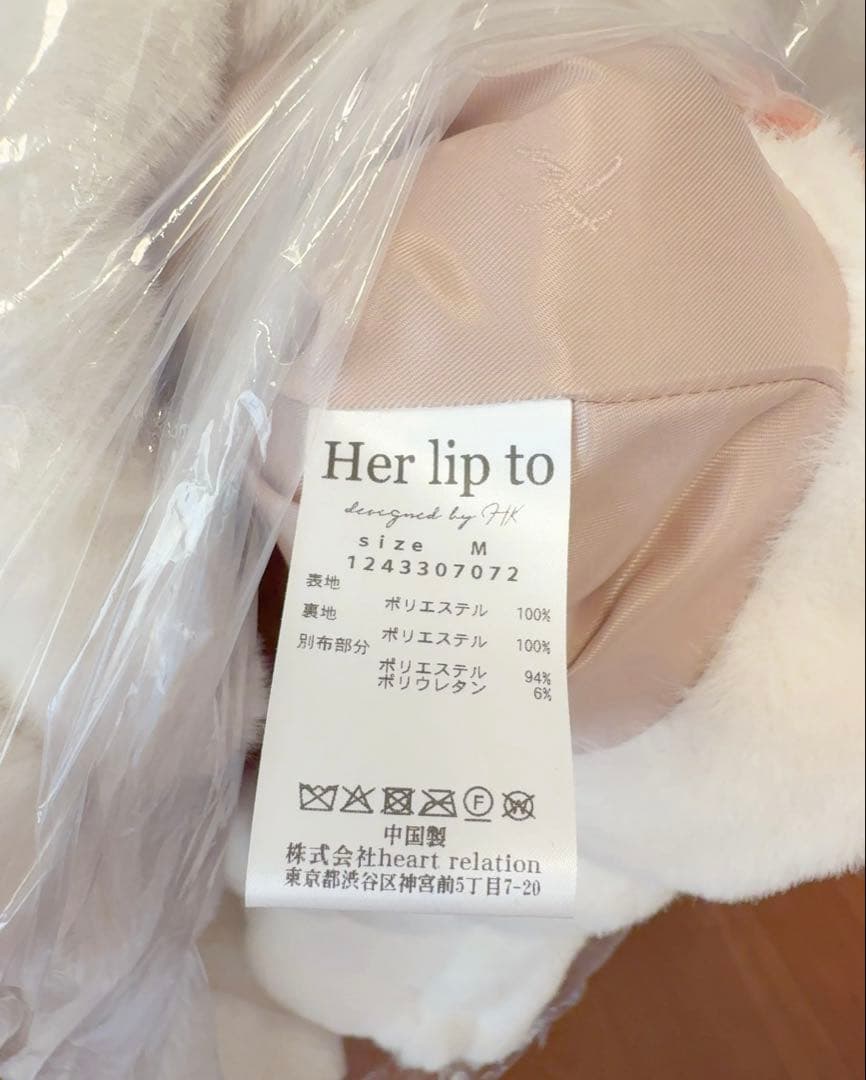 Her lip to
designed by HK
size M
1243307072
表地
ポリエステル 100%
裏地
ポリエステル 100%
別布部分
ポリエステル 94%
ポリウレタン 6%
F
W
中国製
株式会社heart relation
東京都渋谷区神宮前5丁目7-20